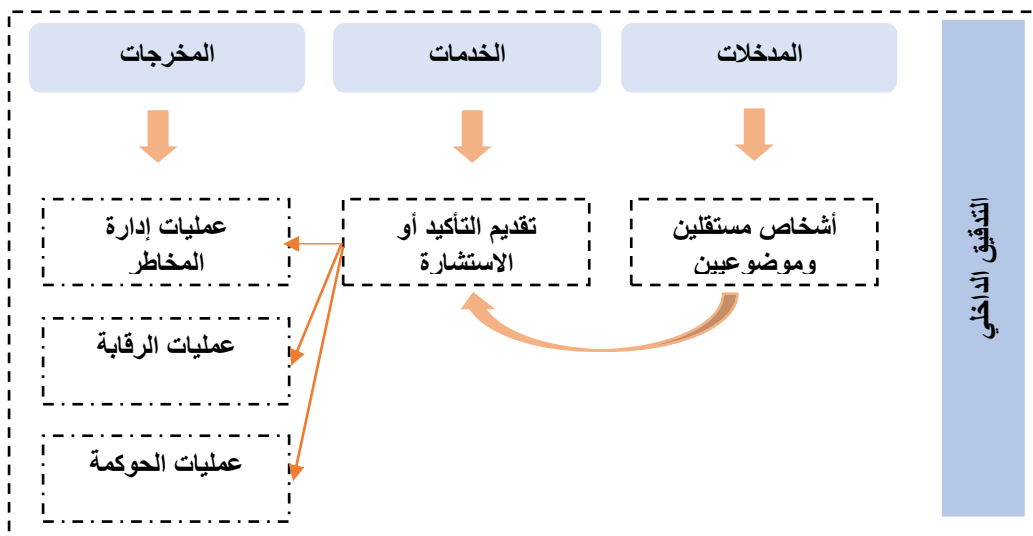 التدقيق الداخلي
المدخلات
الخدمات
المخرجات
أشخاص مستقلين
وموضوعيين
تقديم التأكيد أو
الاستشارة
عمليات إدارة
المخاطر
عمليات الرقابة
عمليات الحوكمة